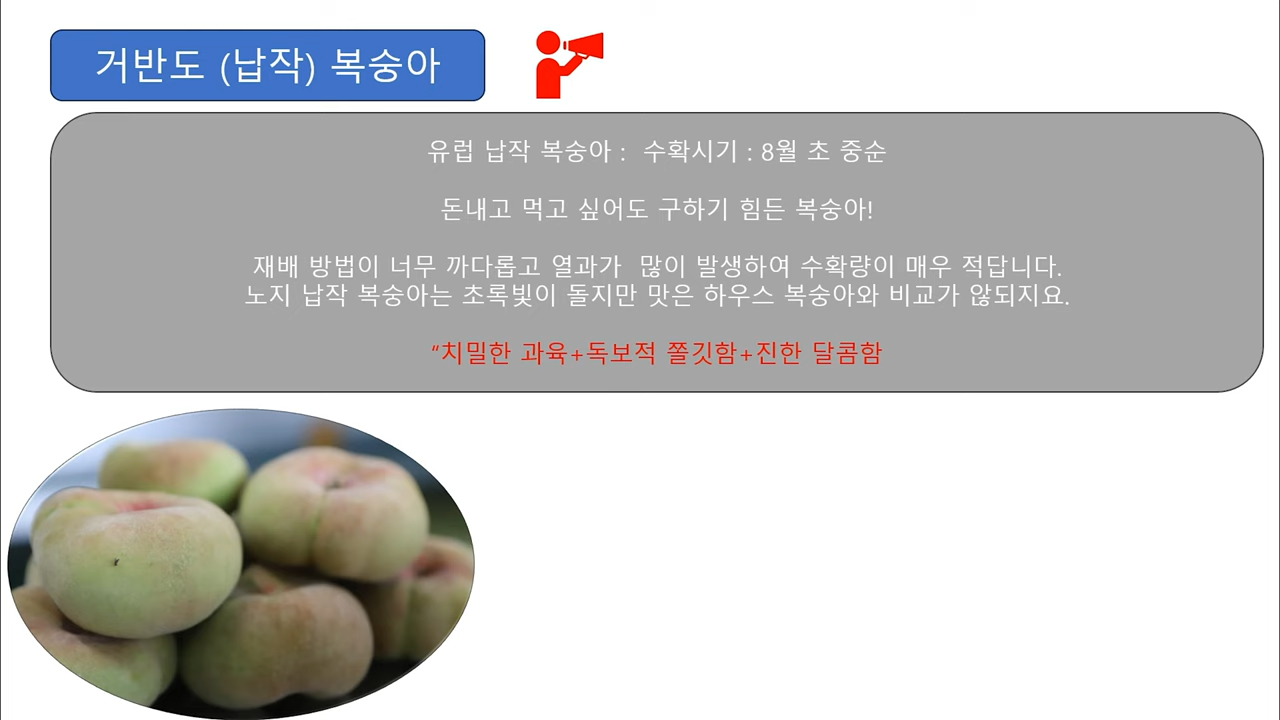 거반도 (납작) 복숭아
유럽 납작 복숭아 : 수확시기 : 8월 초 중순
돈내고 먹고 싶어도 구하기 힘든 복숭아!
재배 방법이 너무 까다롭고 열과가 많이 발생하여 수확량이 매우 적답니다.
노지 납작 복숭아는 초록빛이 돌지만 맛은 하우스 복숭아와 비교가 않되지요.
“치밀한 과육+독보적 쫄깃함+진한 달콤함